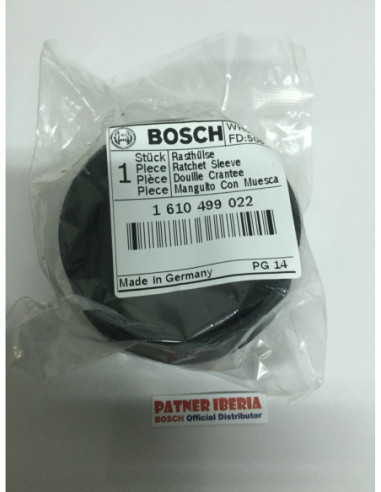 BOSCH
1
Stück Rasthülse
Piece Ratchet Sleeve
Pièce Douille Crantee
Piece Manguito Con Muesca
1 610 499 022
Made in Germany PG 14
PATNER IBERIA
BOSCH Official Distributor